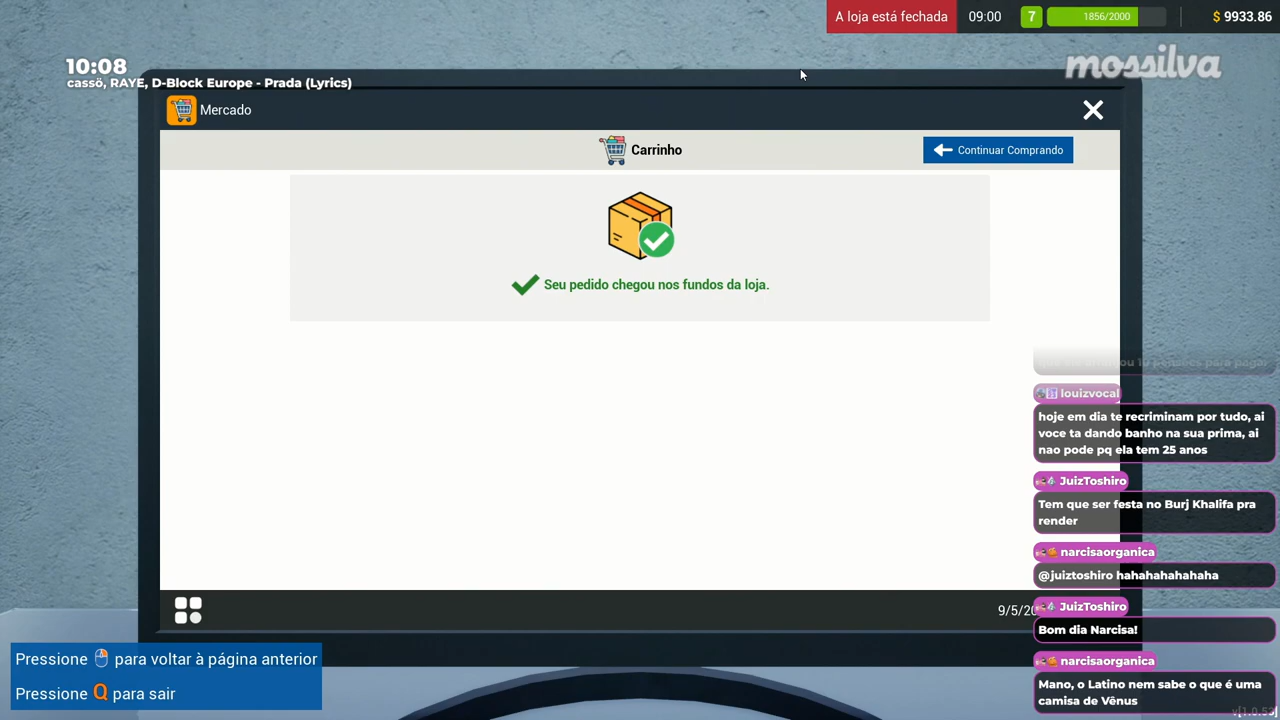 A loja está fechada
09:00
7
1856/2000
$ 9933.86
10:08
cassö, RAYE, D-Block Europe - Prada (Lyrics)
mossilva
Mercado
Carrinho
Continuar Comprando
Seu pedido chegou nos fundos da loja.
louizvocal
hoje em dia te recriminam por tudo, ai
voce ta dando banho na sua prima, ai
nao pode pq ela tem 25 anos
JuizToshiro
Tem que ser festa no Burj Khalifa pra
render
narcisaorganica
@juiztoshiro hahahahahahaha
JuizToshiro
9/5/20
Bom dia Narcisa!
narcisaorganica
Mano, o Latino nem sabe o que é uma
camisa de Vênus
Pressione para voltar à página anterior
Pressione Q para sair